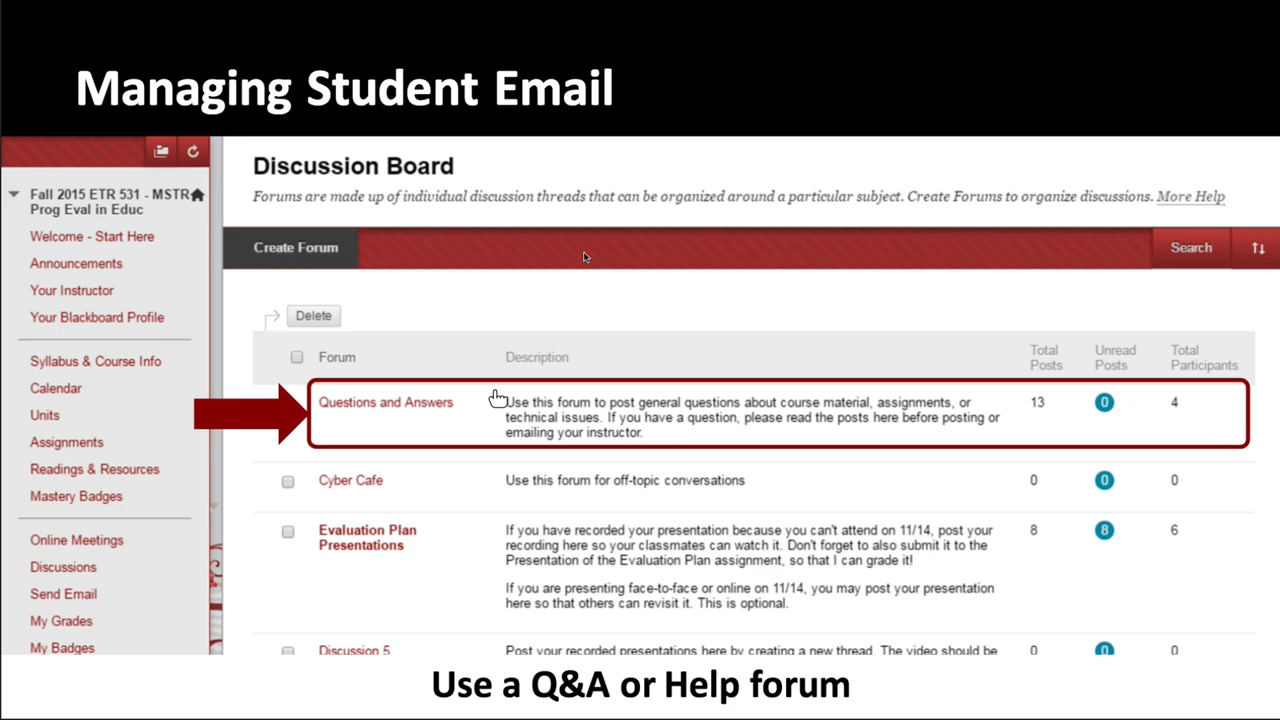 Managing Student Email
Fall 2015 ETR 531 - MSTR
Prog Eval in Educ
Welcome - Start Here
Announcements
Your Instructor
Your Blackboard Profile
Syllabus & Course Info
Calendar
Units
Assignments
Readings & Resources
Mastery Badges
Online Meetings
Discussions
Send Email
My Grades
My Badges
Discussion Board
Forums are made up of individual discussion threads that can be organized around a particular subject. Create Forums to organize discussions. More Help
Create Forum
Search
Delete
Forum
Description
Total
Posts
Unread
Posts
Total
Participants
Questions and Answers
Use this forum to post general questions about course material, assignments, or
technical issues. If you have a question, please read the posts here before posting or
emailing your instructor.
13
0
4
Cyber Cafe
Use this forum for off-topic conversations
0
0
0
Evaluation Plan
Presentations
If you have recorded your presentation because you can't attend on 11/14, post your
recording here so your classmates can watch it. Don't forget to also submit it to the
Presentation of the Evaluation Plan assignment, so that I can grade it!
If you are presenting face-to-face or online on 11/14, you may post your presentation
here so that others can revisit it. This is optional.
8
8
6
Discussion 5
Post your recorded presentations here by creating a new thread. The video should be
0
0
0
Use a Q&A or Help forum